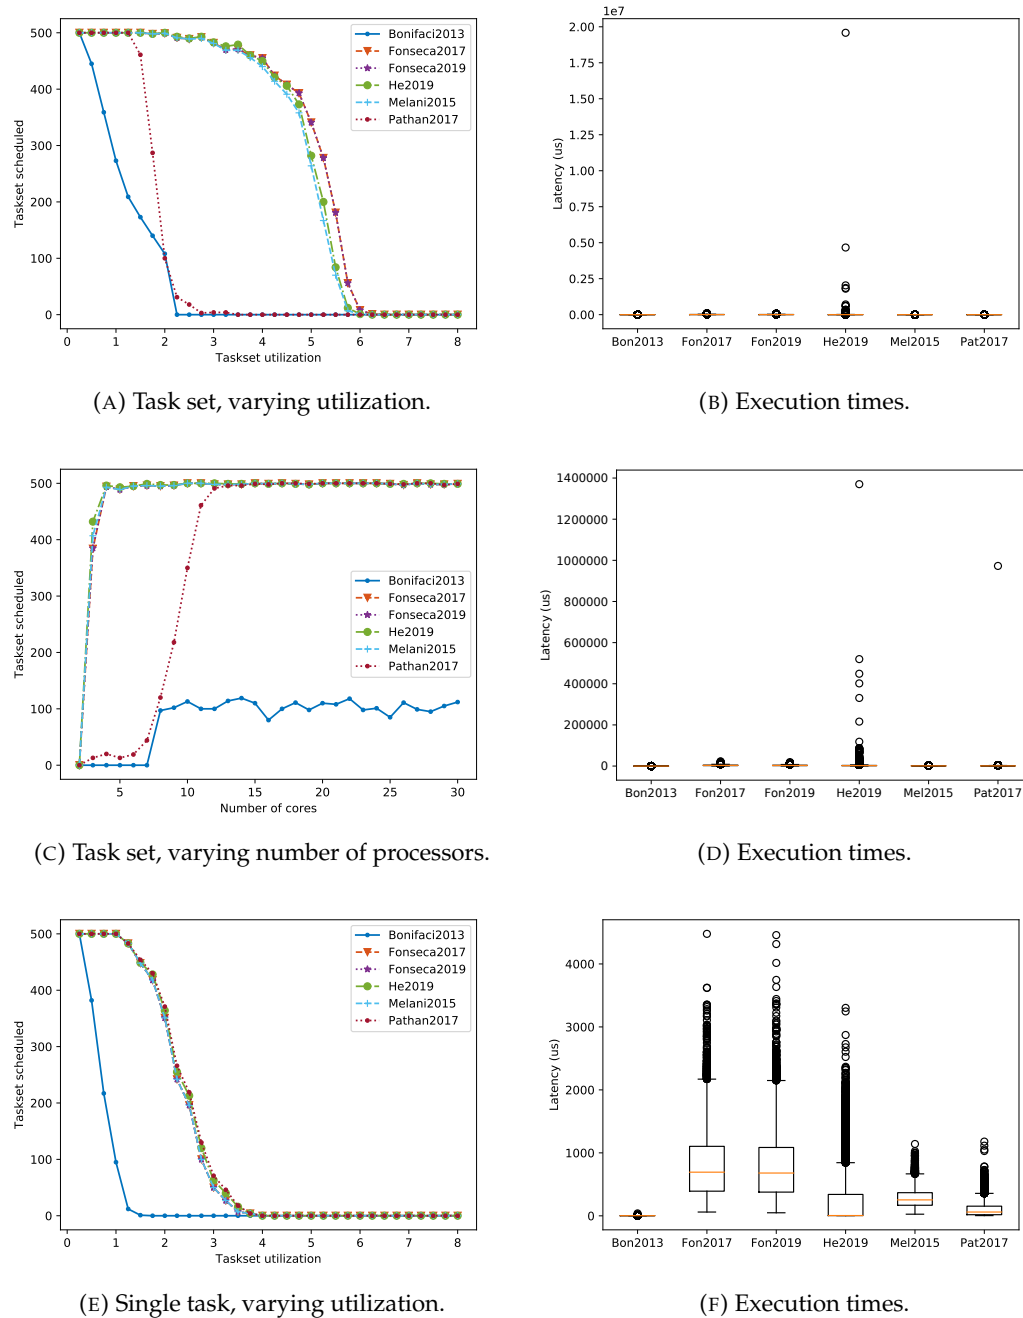 500
400
300
200
100
0
Taskset scheduled
0 1 2 3 4 5 6 7 8
Taskset utilization
Bonifaci2013
Fonseca2017
Fonseca2019
He2019
Melani2015
Pathan2017
(A) Task set, varying utilization.
1e7
2.00
1.75
1.50
1.25
1.00
0.75
0.50
0.25
0.00
Latency (us)
Bon2013 Fon2017 Fon2019 He2019 Mel2015 Pat2017
(B) Execution times.
500
400
300
200
100
0
Taskset scheduled
5 10 15 20 25 30
Number of cores
Bonifaci2013
Fonseca2017
Fonseca2019
He2019
Melani2015
Pathan2017
(C) Task set, varying number of processors.
1400000
1200000
1000000
800000
600000
400000
200000
0
Latency (us)
Bon2013 Fon2017 Fon2019 He2019 Mel2015 Pat2017
(D) Execution times.
500
400
300
200
100
0
Taskset scheduled
0 1 2 3 4 5 6 7 8
Taskset utilization
Bonifaci2013
Fonseca2017
Fonseca2019
He2019
Melani2015
Pathan2017
(E) Single task, varying utilization.
4000
3000
2000
1000
0
Latency (us)
Bon2013 Fon2017 Fon2019 He2019 Mel2015 Pat2017
(F) Execution times.